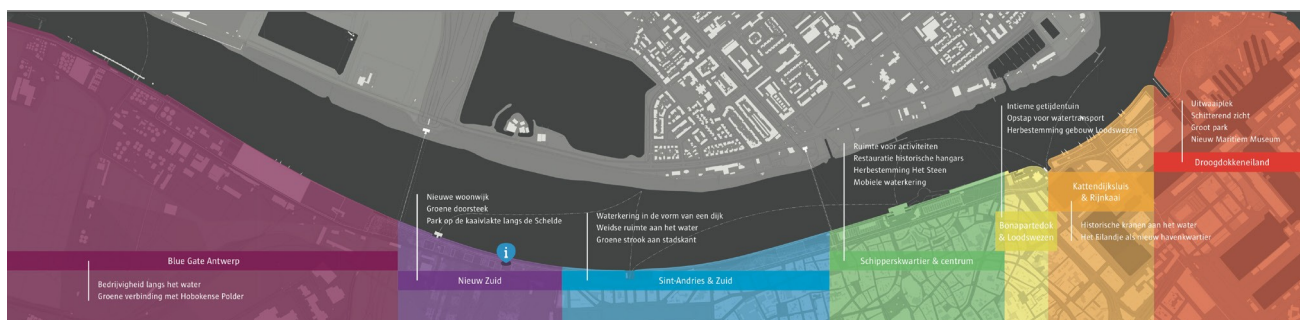 Blue Gate Antwerp
Bedrijvigheid langs het water
Groene verbinding met Hobokense Polder
Nieuwe woonwijk
Groene doorsteek
Park op de kaaivlakte langs de Schelde
i
Nieuw Zuid
Waterkering in de vorm van een dijk
Weidse ruimte aan het water
Groene strook aan stadskant
Sint-Andries & Zuid
Ruimte voor activiteiten
Restauratie historische hangars
Herbestemming Het Steen
Mobiele waterkering
Schipperskwartier & centrum
Intieme getijdentuin
Opstap voor watertransport
Herbestemming gebouw Loodswezen
Bonapartedok
& Loodswezen
Kattendijksluis
& Rijnkaai
Historische kranen aan het water
Het Eilandje als nieuw havenkwartier
Uitwaaiplek
Schitterend zicht
Groot park
Nieuw Maritiem Museum
Droogdokkeneiland